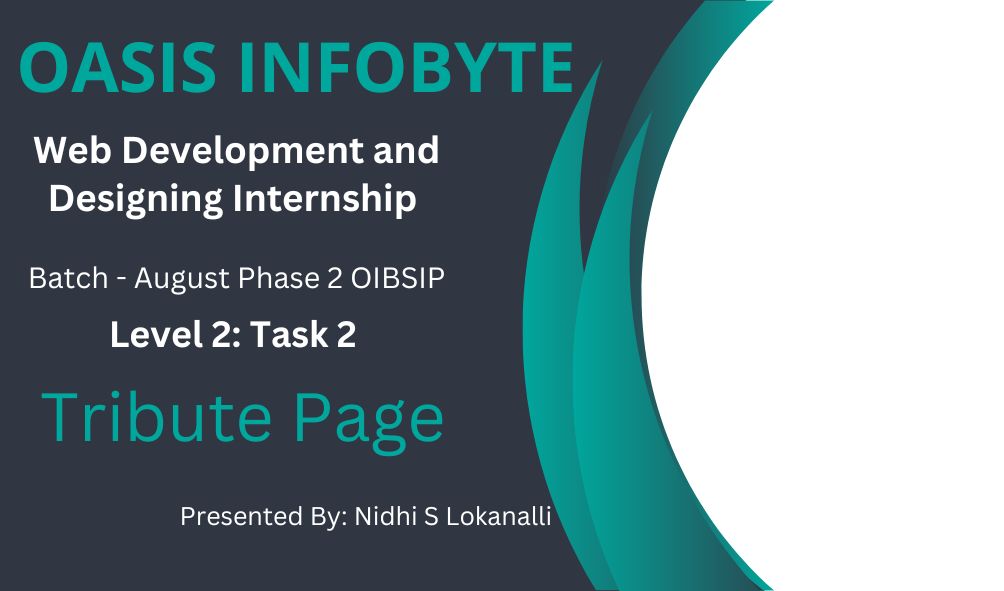 OASIS INFOBYTE
Web Development and
Designing Internship
Batch - August Phase 2 OIBSIP
Level 2: Task 2
Tribute Page
Presented By: Nidhi S Lokanalli